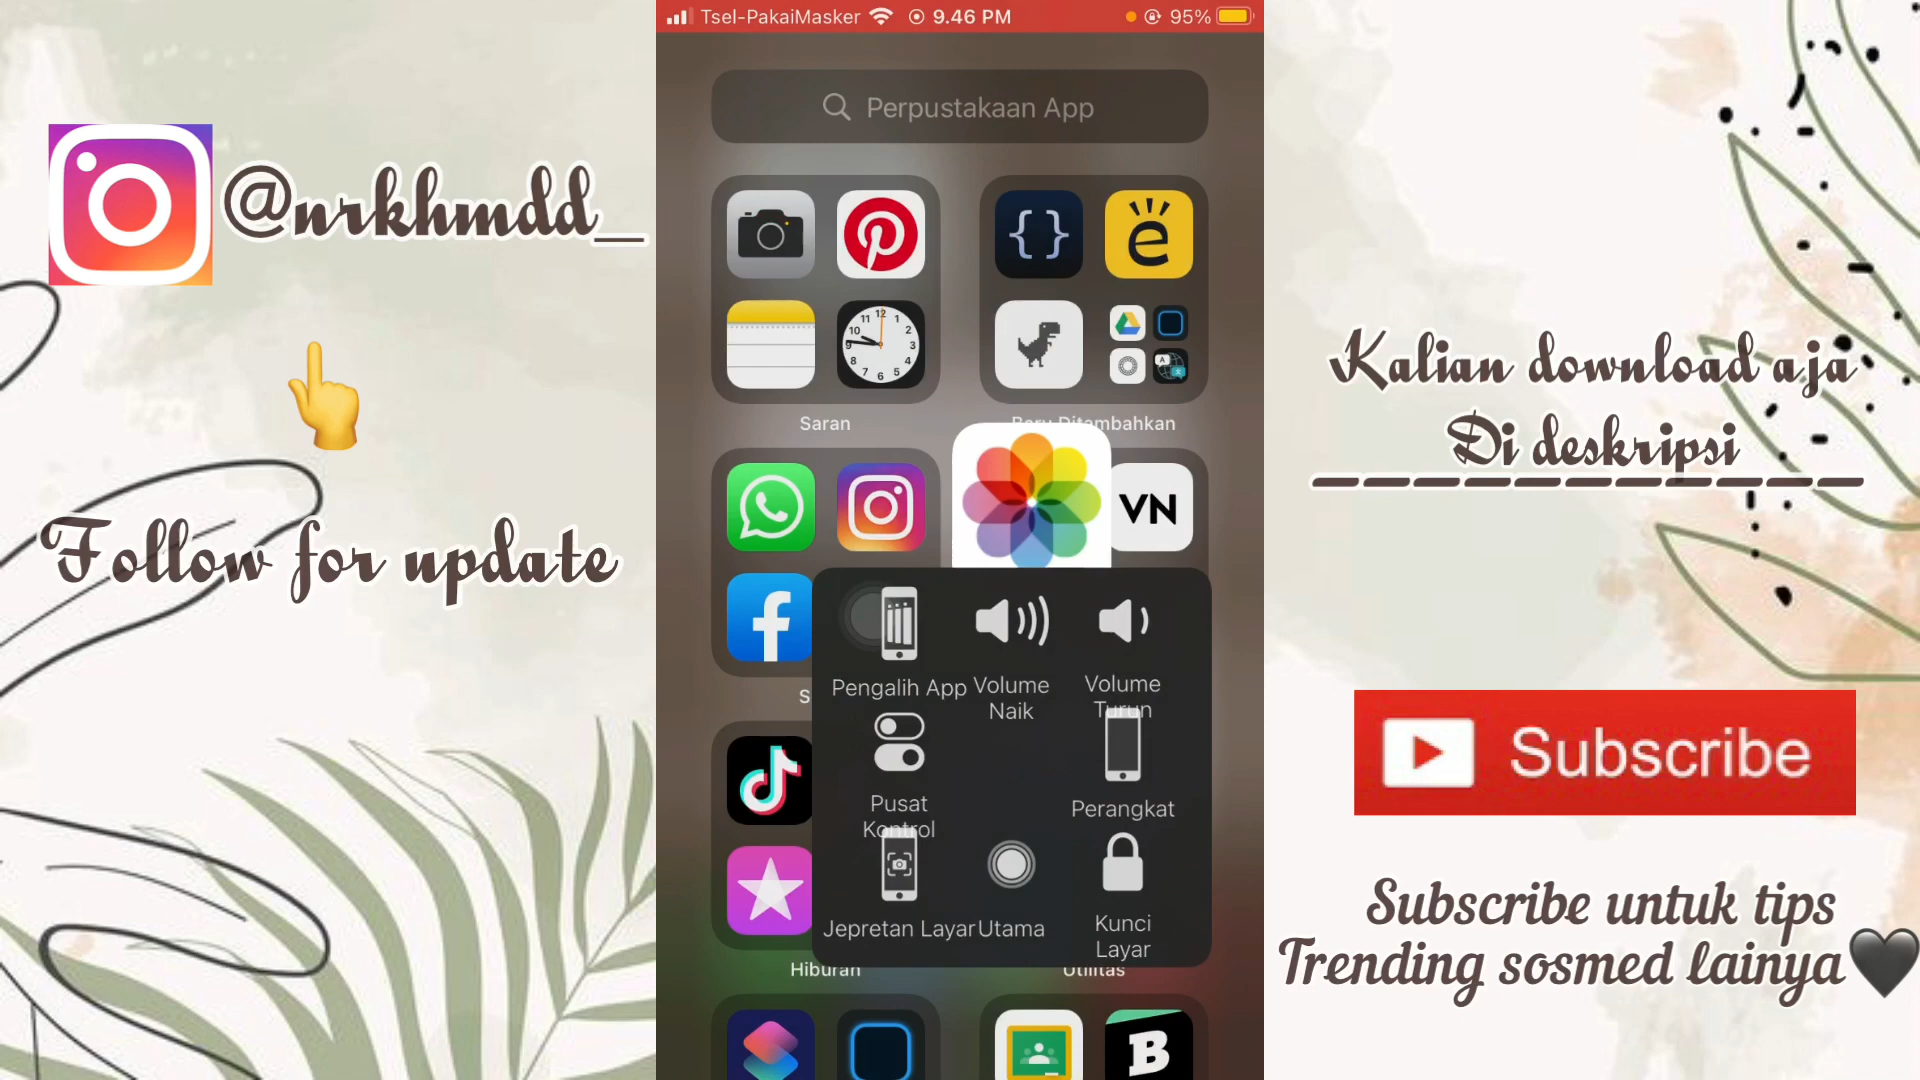 @nrkhmdd_
Follow for update
Tsel-PakaiMasker
9.46 PM
95%
Perpustakaan App
Saran
Baru Ditambahkan
VN
Pengalih App
Volume Naik
Volume Turun
Pusat Kontrol
Perangkat
Jepretan Layar
Utama
Kunci Layar
Hiburan
Utilitas
Kalian download aja
Di deskripsi
Subscribe
Subscribe untuk tips
Trending sosmed lainya